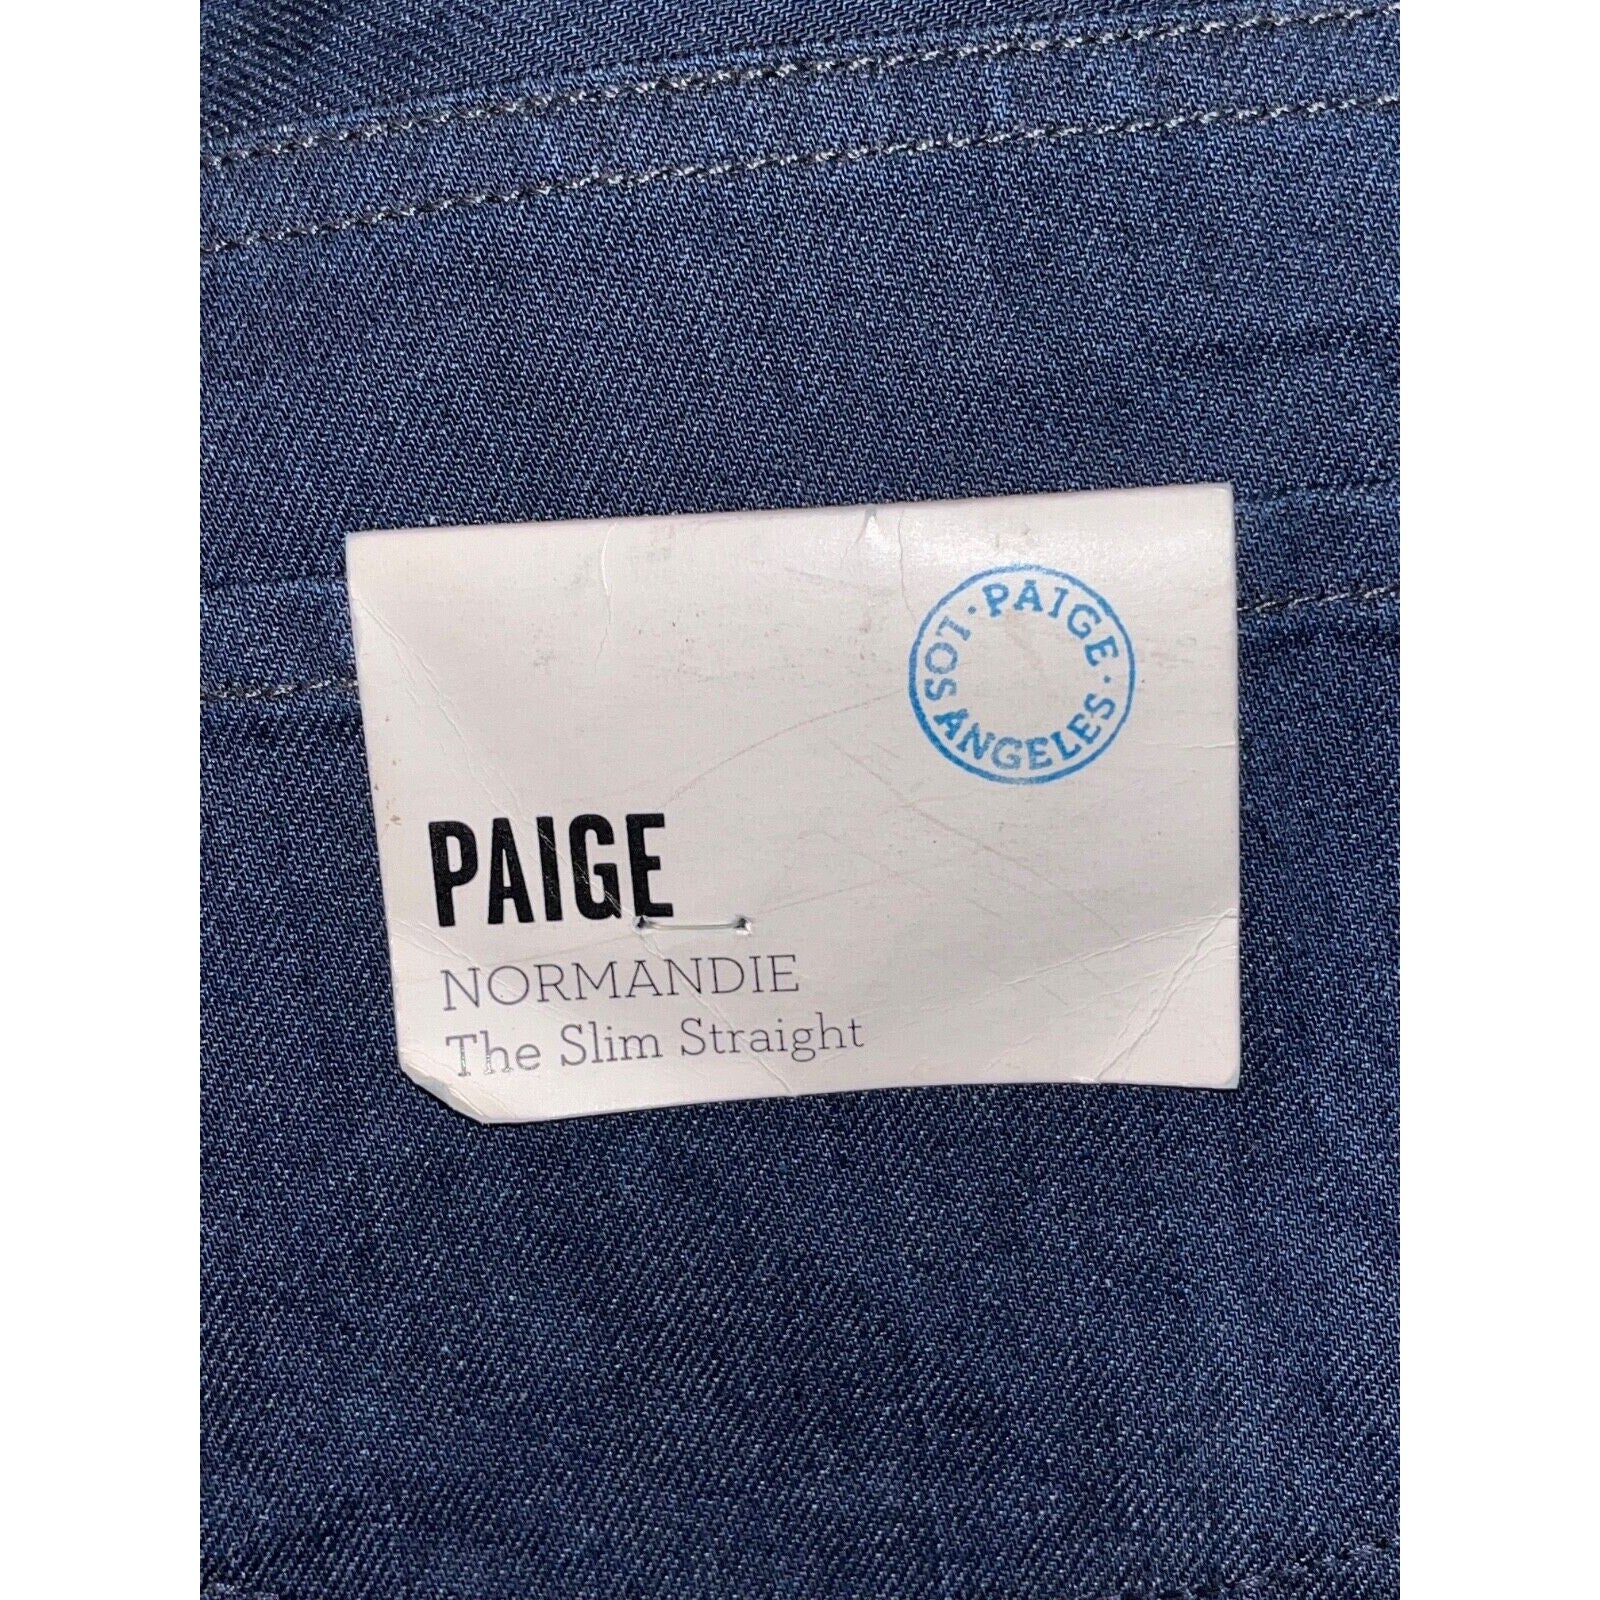 · PAIGE ·
LOS ANGELES
PAIGE
NORMANDIE
The Slim Straight